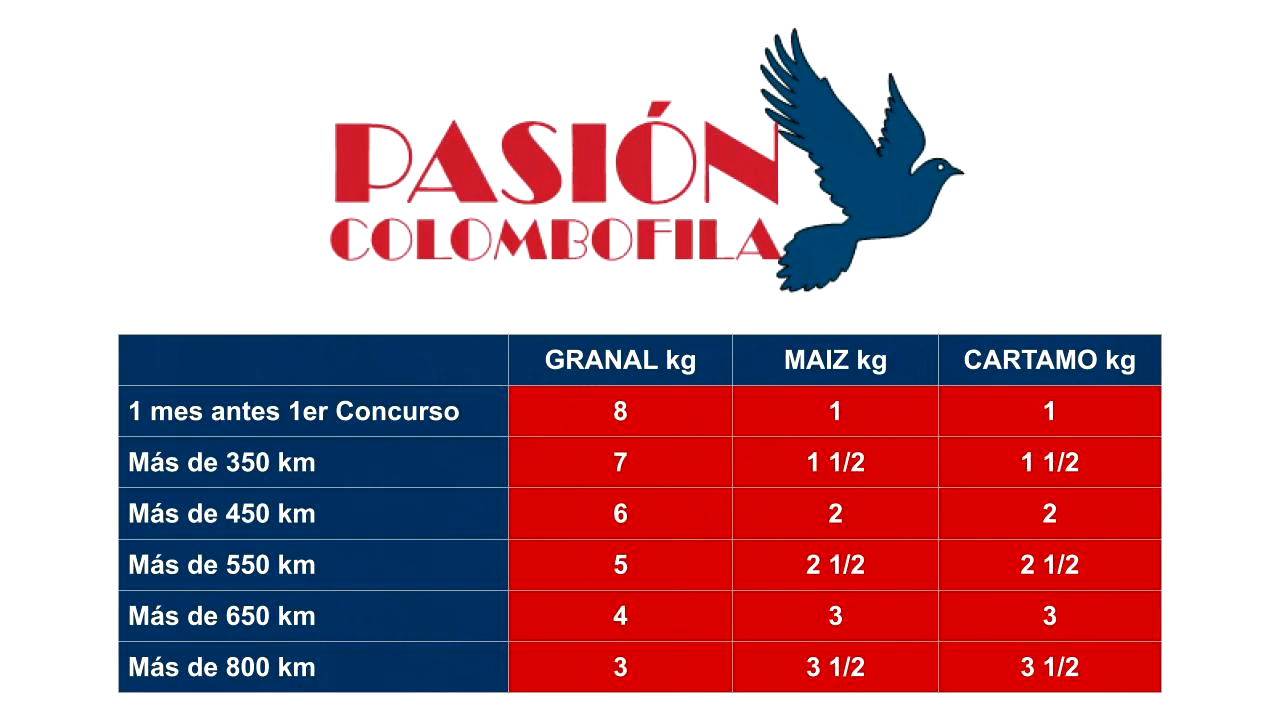 PASIÓN
COLOMBOFILA
GRANAL kg MAIZ kg CARTAMO kg
1 mes antes 1er Concurso 8 1 1
Más de 350 km 7 1 1/2 1 1/2
Más de 450 km 6 2 2
Más de 550 km 5 2 1/2 2 1/2
Más de 650 km 4 3 3
Más de 800 km 3 3 1/2 3 1/2